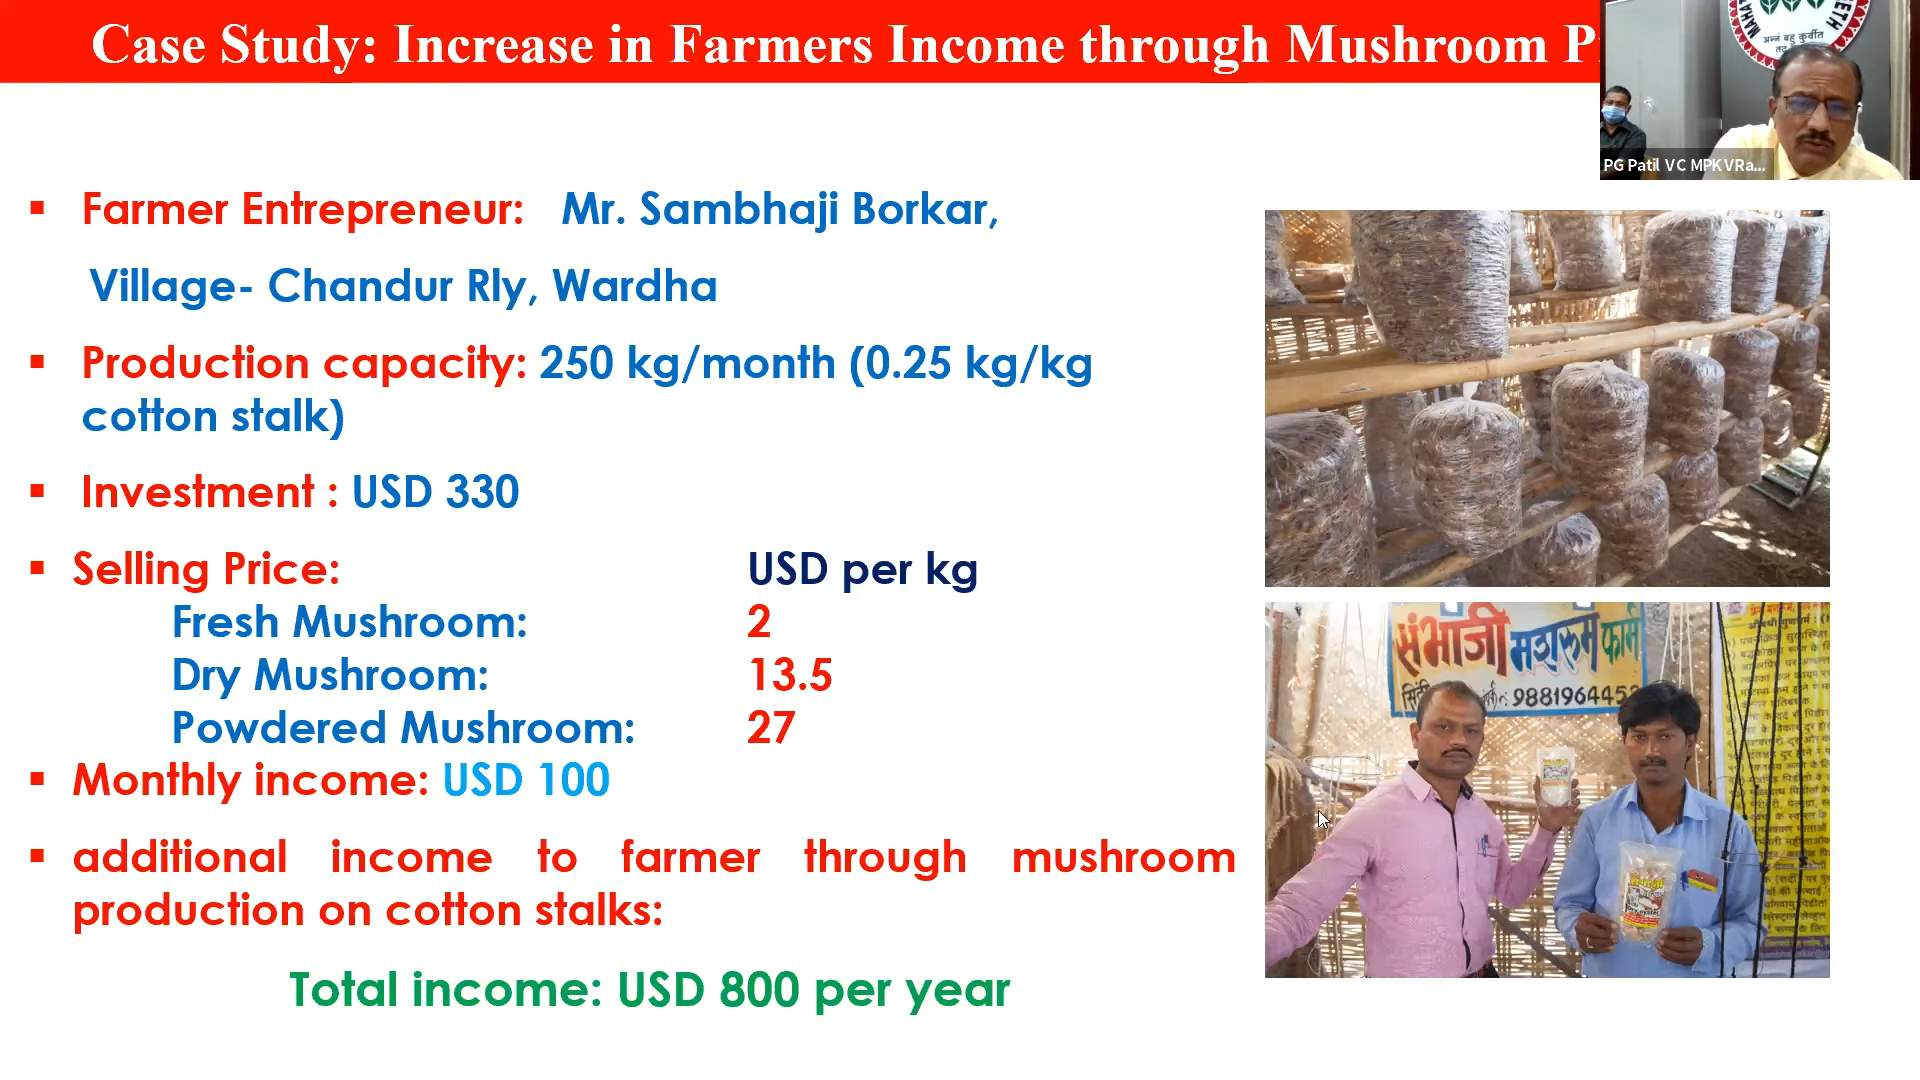 Case Study: Increase in Farmers Income through Mushroom P
अन्नं बहु कुर्वीत
PG Patil VC MPKVRa...
▪ Farmer Entrepreneur: Mr. Sambhaji Borkar,
Village- Chandur Rly, Wardha
▪ Production capacity: 250 kg/month (0.25 kg/kg
cotton stalk)
▪ Investment : USD 330
▪ Selling Price: USD per kg
Fresh Mushroom: 2
Dry Mushroom: 13.5
Powdered Mushroom: 27
▪ Monthly income: USD 100
▪ additional income to farmer through mushroom
production on cotton stalks:
Total income: USD 800 per year
संभाजी मशरूम फार्म